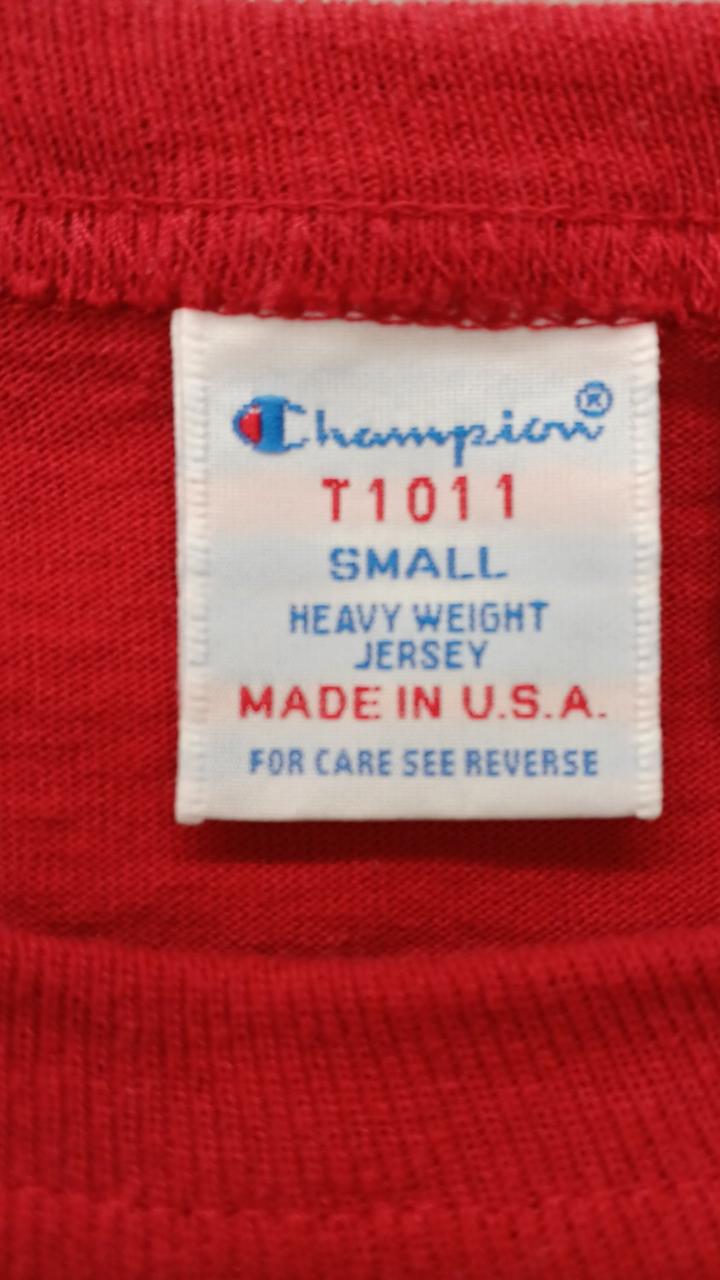 Champion®
T1011
SMALL
HEAVY WEIGHT
JERSEY
MADE IN U.S.A.
FOR CARE SEE REVERSE